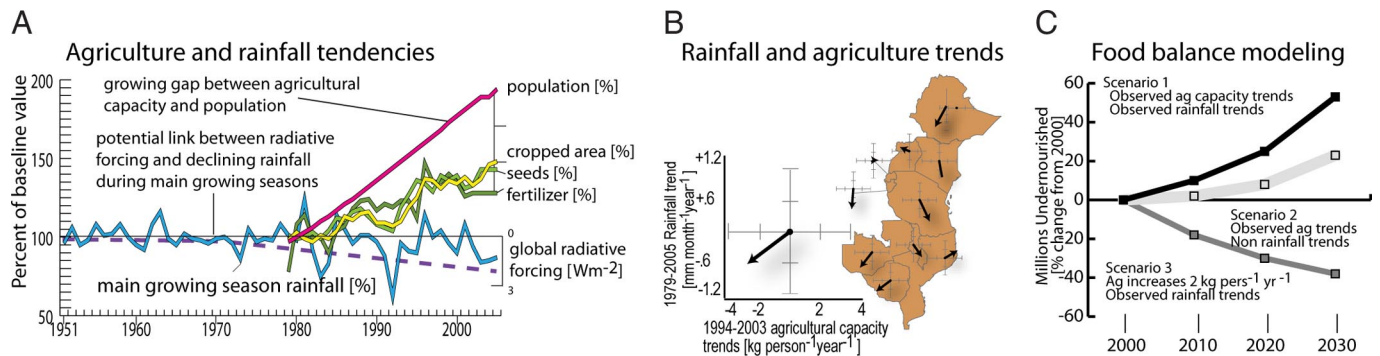 A
Agriculture and rainfall tendencies
200
150
100
50
Percent of baseline value
growing gap between agricultural
capacity and population
potential link between radiative
forcing and declining rainfall
during main growing seasons
main growing season rainfall [%]
population [%]
cropped area [%]
seeds [%]
fertilizer [%]
0
global radiative
forcing [Wm-2]
3
1951
1960
1970
1980
1990
2000
B
Rainfall and agriculture trends
1979-2005 Rainfall trend
[mm month-1year-1]
+1.2
+6
-6
-1.2
-4 -2 2 4
1994-2003 agricultural capacity
trends [kg person-1year-1]
C
Food balance modeling
Millions Undernourished
[% change from 2000]
60
40
20
0
-20
-40
-60
Scenario 1
Observed ag capacity trends
Observed rainfall trends
Scenario 2
Observed ag trends
Non rainfall trends
Scenario 3
Ag increases 2 kg pers-1 yr-1
Observed rainfall trends
2000
2010
2020
2030